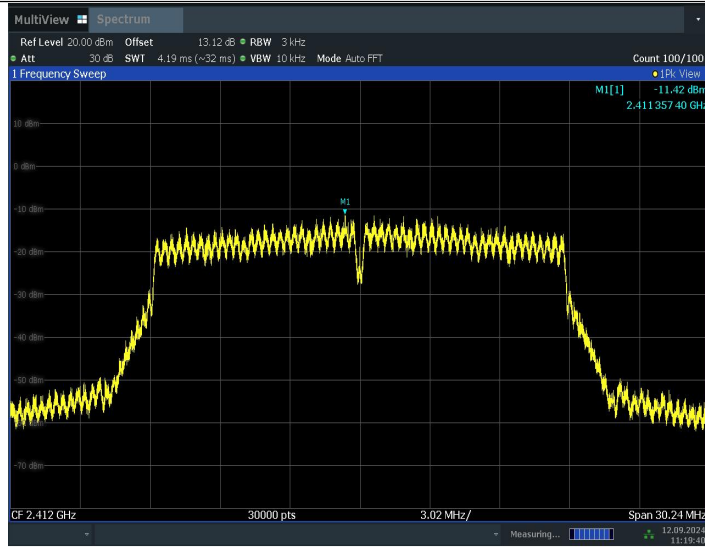 MultiView Spectrum
Ref Level 20.00 dBm Offset 13.12 dB RBW 3 kHz
Att 30 dB SWT 4.19 ms (~32 ms) VBW 10 kHz Mode Auto FFT Count 100/100
1 Frequency Sweep 1Pk View
M1[1] -11.42 dBm
2.411 357 40 GHz
10 dBm
0 dBm
M1
-10 dBm
-20 dBm
-30 dBm
-40 dBm
-50 dBm
-70 dBm
CF 2.412 GHz 30000 pts 3.02 MHz/ Span 30.24 MHz
Measuring... 12.09.2024
11:19:40